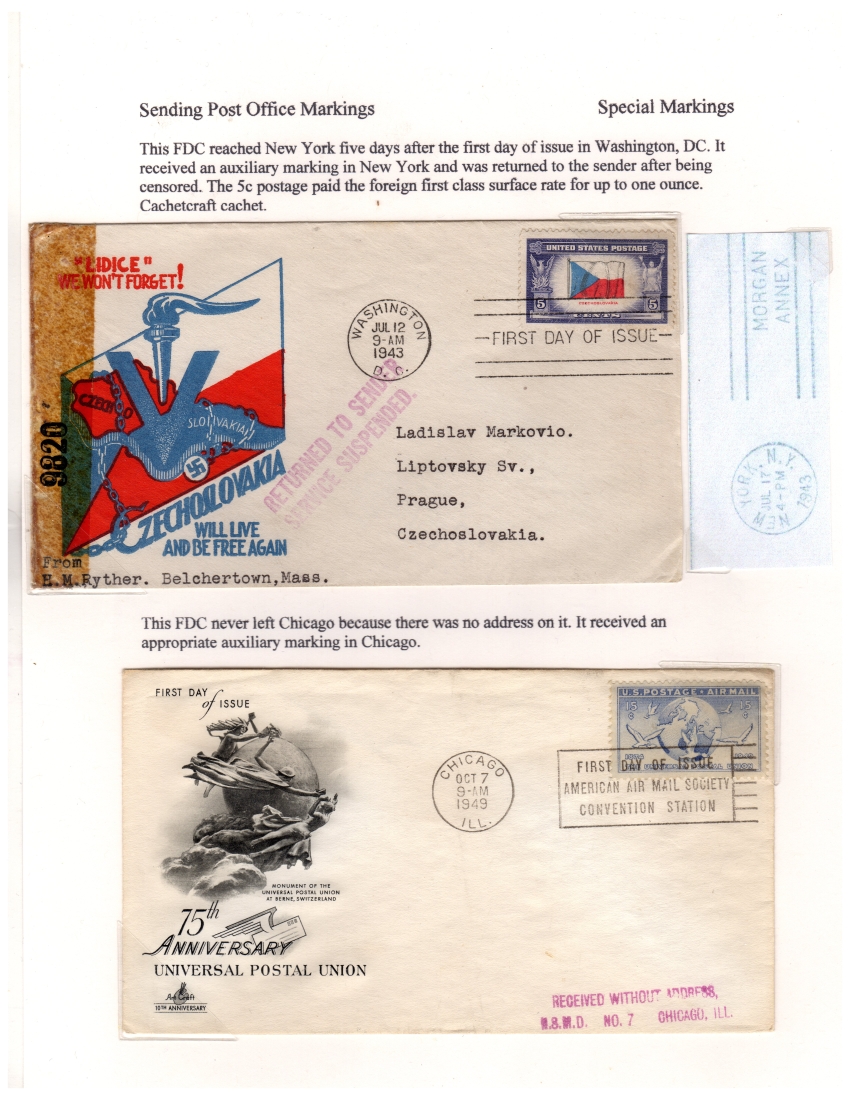 Sending Post Office Markings Special Markings
This FDC reached New York five days after the first day of issue in Washington, DC. It
received an auxiliary marking in New York and was returned to the sender after being
censored. The 5c postage paid the foreign first class surface rate for up to one ounce.
Cachetcraft cachet.
"LIDICE"
WE WON'T FORGET!
CZECHO
SLOVAKIA
V
CZECHOSLOVAKIA
WILL LIVE
AND BE FREE AGAIN
9820
From
H.M.Ryther. Belchertown,Mass.
WASHINGTON
JUL 12
9-AM
1943
D.C.
RETURNED TO SENDER
SERVICE SUSPENDED.
UNITED STATES POSTAGE
CZECHOSLOVAKIA
5 CENTS 5
FIRST DAY OF ISSUE
Ladislav Markovio.
Liptovsky Sv.,
Prague,
Czechoslovakia.
MORGAN
ANNEX
YORK, N.Y.
JUL 17
4-PM
1943
This FDC never left Chicago because there was no address on it. It received an
appropriate auxiliary marking in Chicago.
FIRST DAY
of ISSUE
MONUMENT OF THE
UNIVERSAL POSTAL UNION
AT BERNE, SWITZERLAND
75th
ANNIVERSARY
UNIVERSAL POSTAL UNION
Art Craft
10TH ANNIVERSARY
CHICAGO
OCT 7
9-AM
1949
ILL.
U.S. POSTAGE · AIR MAIL
15¢ 15¢
FIRST DAY OF ISSUE
AMERICAN AIR MAIL SOCIETY
CONVENTION STATION
RECEIVED WITHOUT ADDRESS,
M.S.M.D. NO. 7 CHICAGO, ILL.